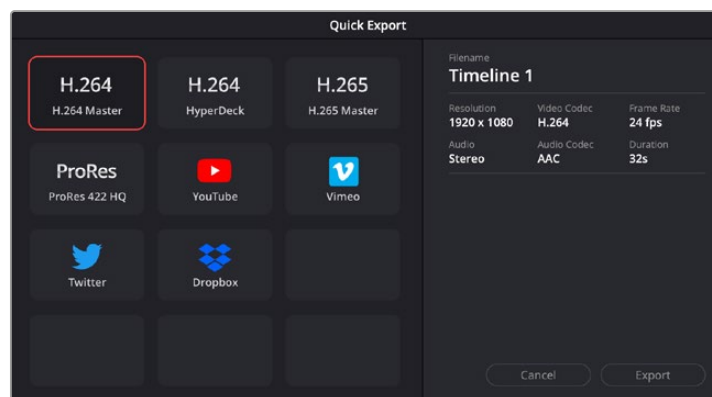 Quick Export
H.264
H.264 Master
H.264
HyperDeck
H.265
H.265 Master
ProRes
ProRes 422 HQ
YouTube
Vimeo
Twitter
Dropbox
Filename
Timeline 1
Resolution Video Codec Frame Rate
1920 x 1080 H.264 24 fps
Audio Audio Codec Duration
Stereo AAC 32s
Cancel Export